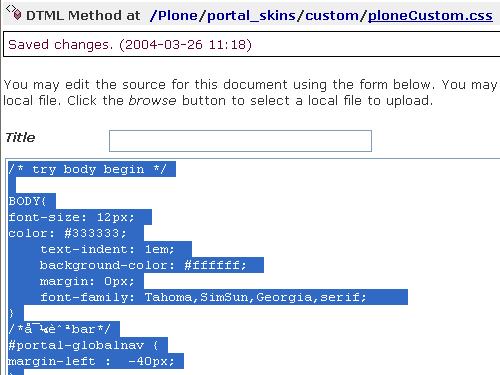 DTML Method at /Plone/portal_skins/custom/ploneCustom.css
Saved changes. (2004-03-26 11:18)
You may edit the source for this document using the form below. You may
local file. Click the browse button to select a local file to upload.
Title
/* try body begin */
BODY{
font-size: 12px;
color: #333333;
text-indent: 1em;
background-color: #ffffff;
margin: 0px;
font-family: Tahoma,SimSun,Georgia,serif;
}
bar*/
#portal-globalnav {
margin-left : -40px;